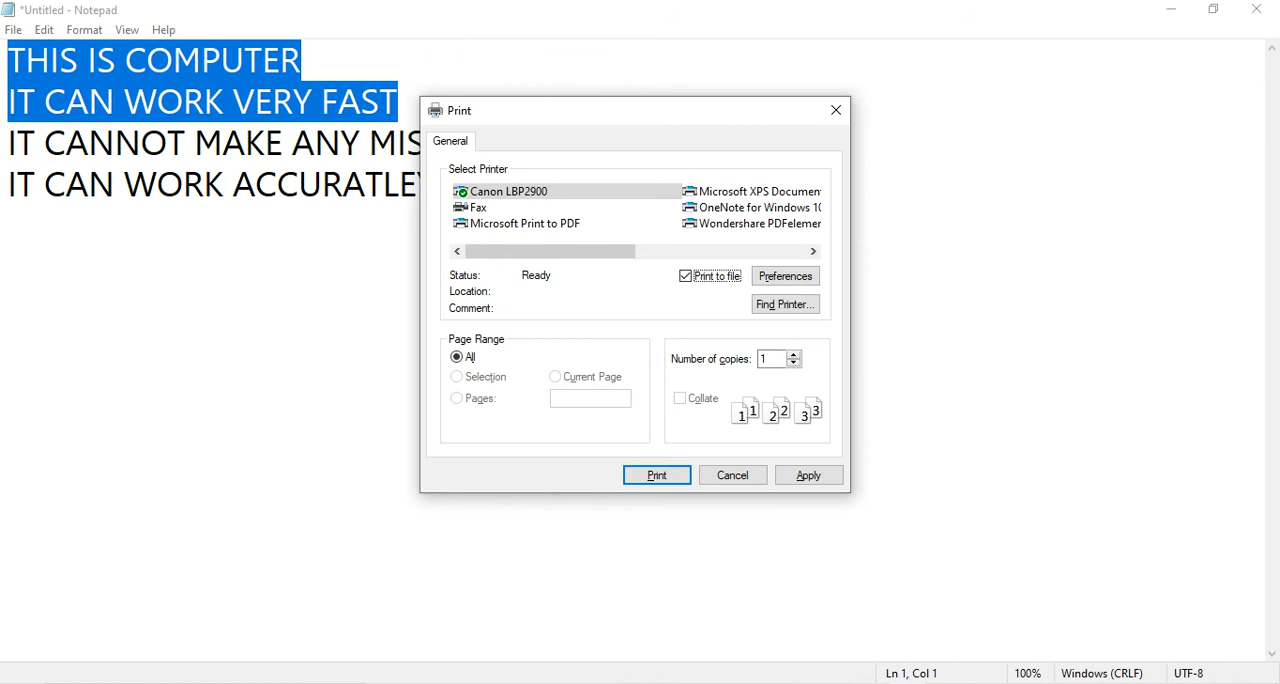 *Untitled - Notepad
File Edit Format View Help
THIS IS COMPUTER
IT CAN WORK VERY FAST
IT CANNOT MAKE ANY MIS
IT CAN WORK ACCURATLEY
Print
General
Select Printer
Canon LBP2900 Microsoft XPS Documen
Fax OneNote for Windows 10
Microsoft Print to PDF Wondershare PDFelemen
Status: Ready Print to file Preferences
Location:
Comment: Find Printer...
Page Range
All Number of copies: 1
Selection Current Page
Pages: Collate
1 1 2 2 3 3
Print Cancel Apply
Ln 1, Col 1 100% Windows (CRLF) UTF-8